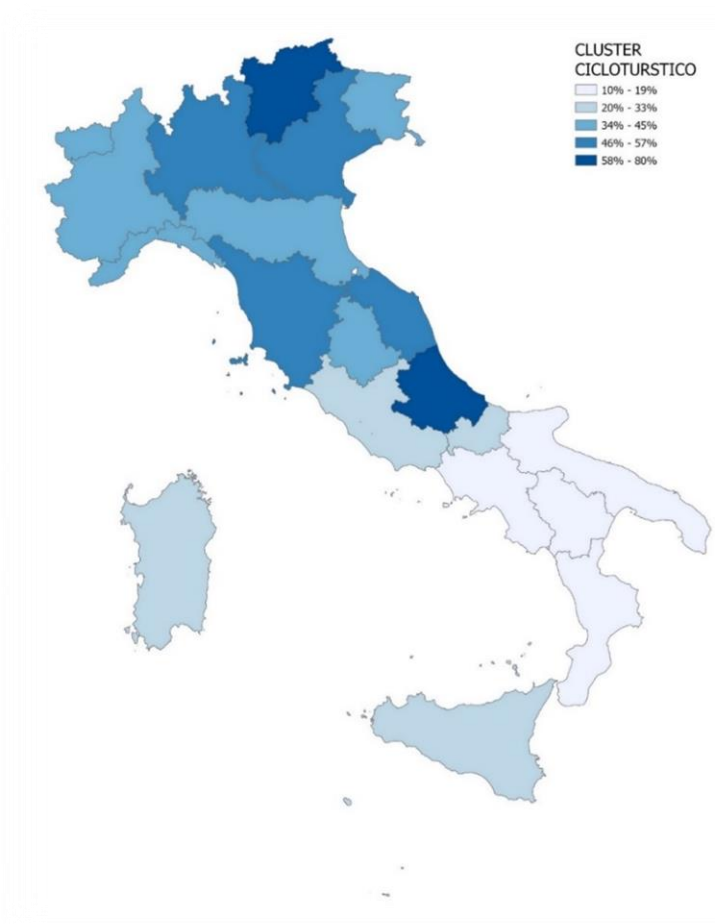 CLUSTER
CICLOTURSTICO
10% - 19%
20% - 33%
34% - 45%
46% - 57%
58% - 80%